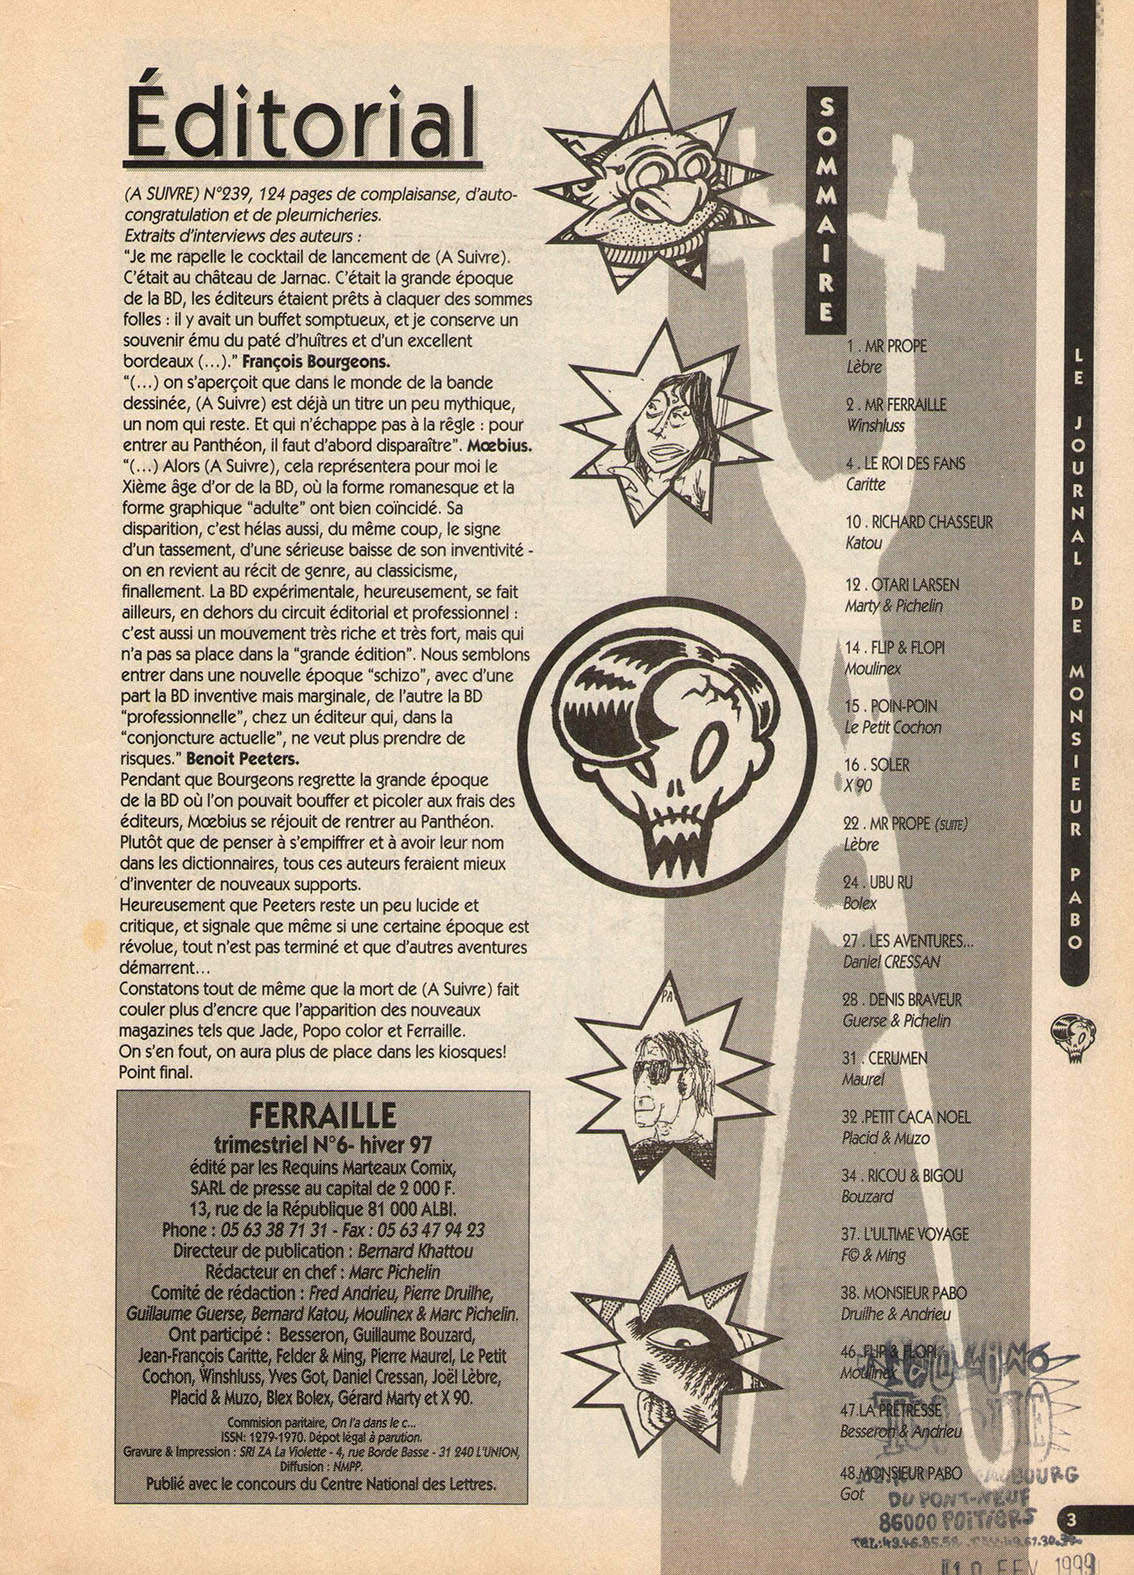 Éditorial
(A SUIVRE) N°239, 124 pages de complaisanse, d'auto-
congratulation et de pleurnicheries.
Extraits d'interviews des auteurs :
"Je me rapelle le cocktail de lancement de (A Suivre).
C'était au château de Jarnac. C'était la grande époque
de la BD, les éditeurs étaient prêts à claquer des sommes
folles : il y avait un buffet somptueux, et je conserve un
souvenir ému du paté d'huîtres et d'un excellent
bordeaux (...)." François Bourgeons.
"(...) on s'aperçoit que dans le monde de la bande
dessinée, (A Suivre) est déjà un titre un peu mythique,
un nom qui reste. Et qui n'échappe pas à la rêgle : pour
entrer au Panthéon, il faut d'abord disparaître". Mœbius.
"(...) Alors (A Suivre), cela représentera pour moi le
Xième âge d'or de la BD, où la forme romanesque et la
forme graphique "adulte" ont bien coïncidé. Sa
disparition, c'est hélas aussi, du même coup, le signe
d'un tassement, d'une sérieuse baisse de son inventivité -
on en revient au récit de genre, au classicisme,
finallement. La BD expérimentale, heureusement, se fait
ailleurs, en dehors du circuit éditorial et professionnel :
c'est aussi un mouvement très riche et très fort, mais qui
n'a pas sa place dans la "grande édition". Nous semblons
entrer dans une nouvelle époque "schizo", avec d'une
part la BD inventive mais marginale, de l'autre la BD
"professionnelle", chez un éditeur qui, dans la
"conjoncture actuelle", ne veut plus prendre de
risques." Benoit Peeters.
Pendant que Bourgeons regrette la grande époque
de la BD où l'on pouvait bouffer et picoler aux frais des
éditeurs, Mœbius se réjouit de rentrer au Panthéon.
Plutôt que de penser à s'empiffrer et à avoir leur nom
dans les dictionnaires, tous ces auteurs feraient mieux
d'inventer de nouveaux supports.
Heureusement que Peeters reste un peu lucide et
critique, et signale que même si une certaine époque est
révolue, tout n'est pas terminé et que d'autres aventures
démarrent...
Constatons tout de même que la mort de (A Suivre) fait
couler plus d'encre que l'apparition des nouveaux
magazines tels que Jade, Popo color et Ferraille.
On s'en fout, on aura plus de place dans les kiosques!
Point final.
FERRAILLE
trimestriel N°6- hiver 97
édité par les Requins Marteaux Comix,
SARL de presse au capital de 2 000 F.
13, rue de la République 81 000 ALBI.
Phone : 05 63 38 71 31 - Fax : 05 63 47 94 23
Directeur de publication : Bernard Khattou
Rédacteur en chef : Marc Pichelin
Comité de rédaction : Fred Andrieu, Pierre Druilhe,
Guillaume Guerse, Bernard Katou, Moulinex & Marc Pichelin.
Ont participé : Besseron, Guillaume Bouzard,
Jean-François Caritte, Felder & Ming, Pierre Maurel, Le Petit
Cochon, Winshluss, Yves Got, Daniel Cressan, Joël Lèbre,
Placid & Muzo, Blex Bolex, Gérard Marty et X 90.
Commision paritaire, On l'a dans le c...
ISSN: 1279-1970. Dépot légal à parution.
Gravure & Impression : SRI ZA La Violette - 4, rue Borde Basse - 31 240 L'UNION,
Diffusion : NMPP.
Publié avec le concours du Centre National des Lettres.
SOMMAIRE
1 . MR PROPE
Lèbre
2 . MR FERRAILLE
Winshluss
4 . LE ROI DES FANS
Caritte
10 . RICHARD CHASSEUR
Katou
12 . OTARI LARSEN
Marty & Pichelin
14 . FLIP & FLOPI
Moulinex
15 . POIN-POIN
Le Petit Cochon
16 . SOLER
X 90
22 . MR PROPE (SUITE)
Lèbre
24 . UBU RU
Bolex
27 . LES AVENTURES...
Daniel CRESSAN
28 . DENIS BRAVEUR
Guerse & Pichelin
31 . CERUMEN
Maurel
32 .PETIT CACA NOEL
Placid & Muzo
34 . RICOU & BIGOU
Bouzard
37. L'ULTIME VOYAGE
F© & Ming
38. MONSIEUR PABO
Druilhe & Andrieu
46 .FLIP & FLOPI
Moulinex
47.LA PRETRESSE
Besseron & Andrieu
48.MONSIEUR PABO
Got
FAUBOURG
DU PONT-NEUF
86000 POITIERS
LE JOURNAL DE MONSIEUR PABO
3
10 FEV 1999